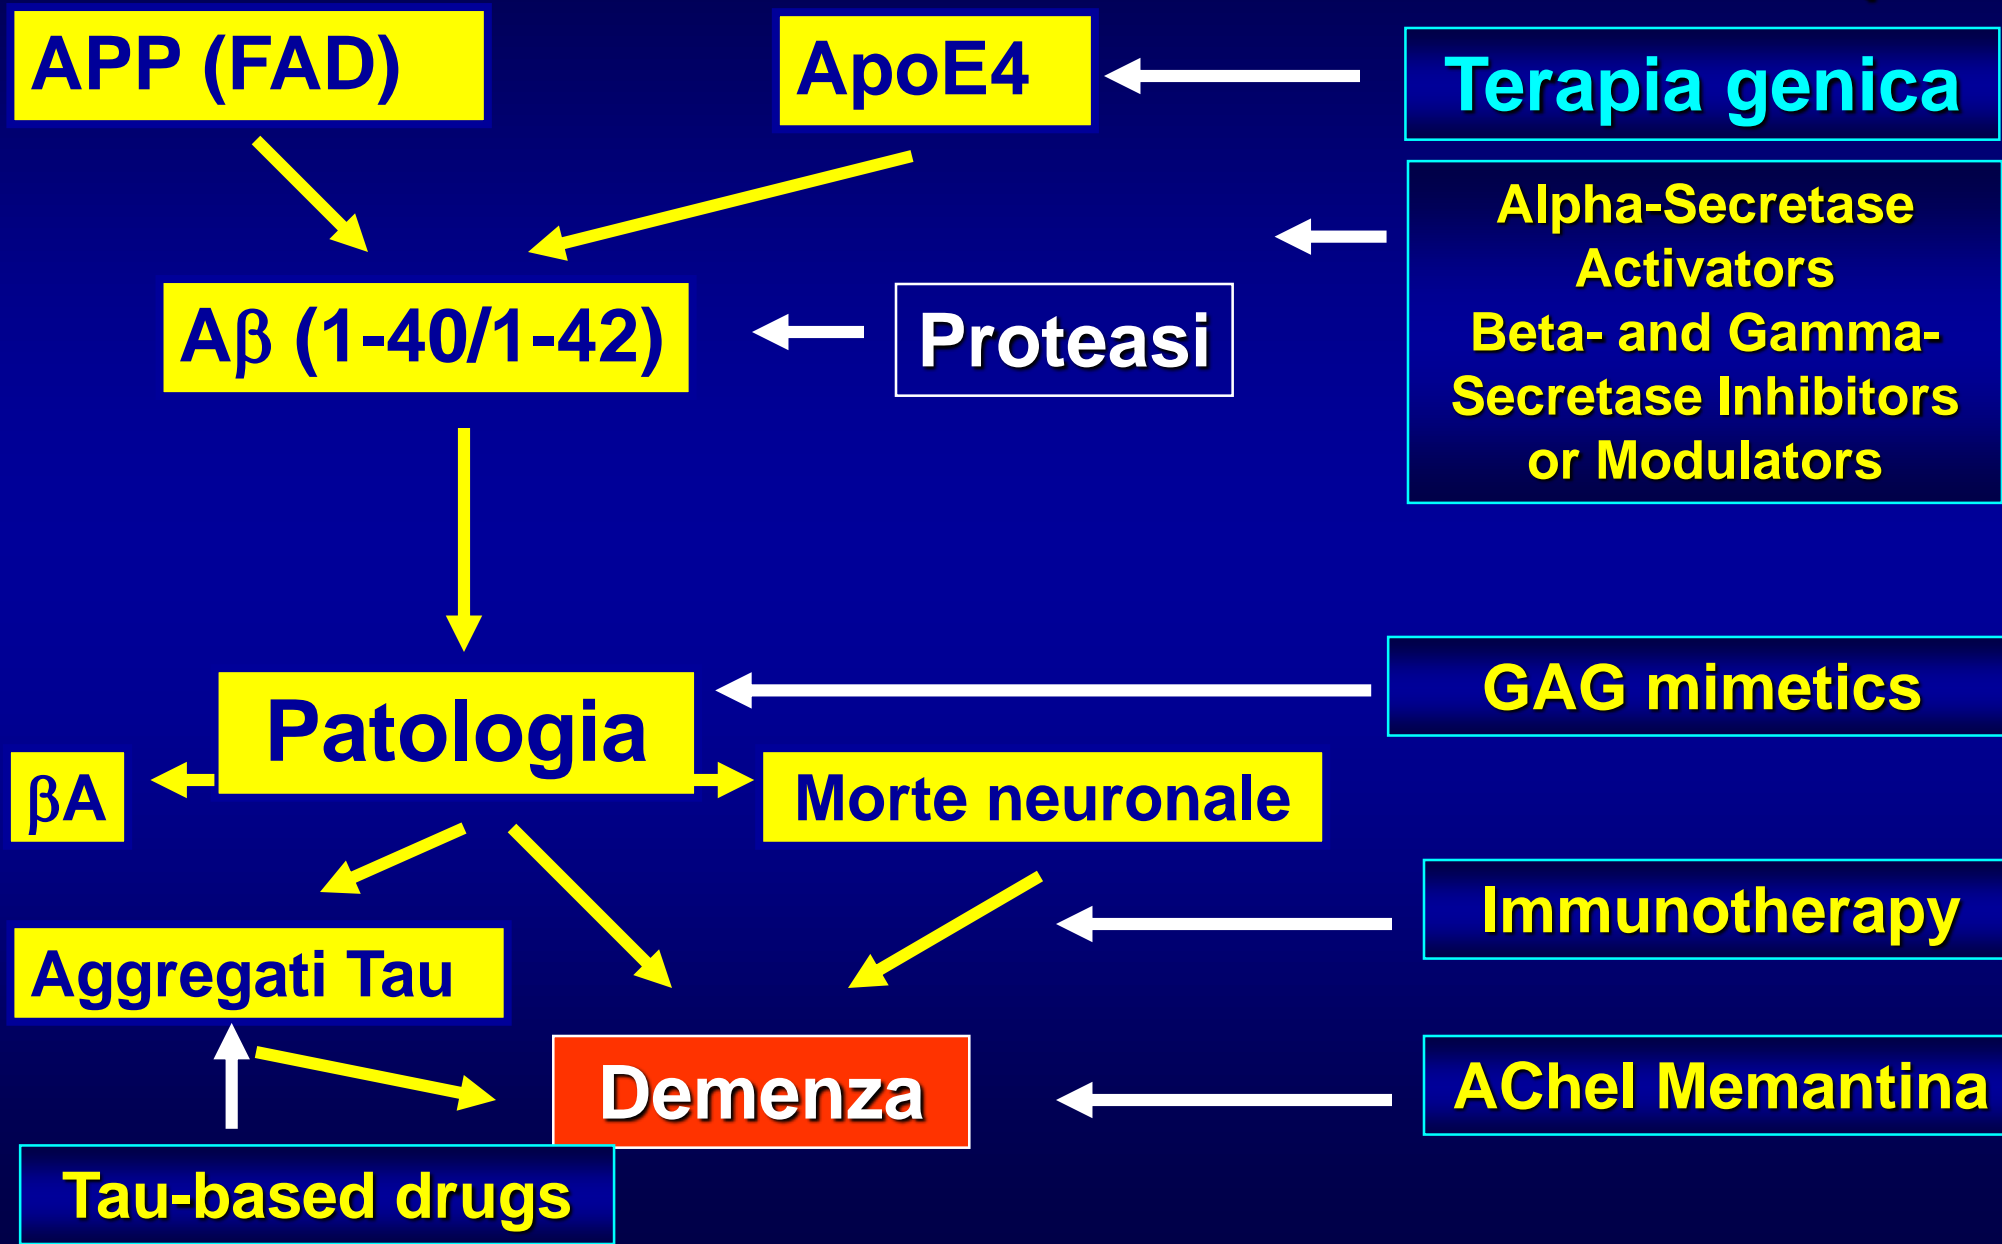 APP (FAD)
ApoE4
Terapia genica
Alpha-Secretase
Activators
Beta- and Gamma-
Secretase Inhibitors
or Modulators
Aβ (1-40/1-42)
Proteasi
GAG mimetics
Patologia
βA
Morte neuronale
Immunotherapy
Aggregati Tau
Demenza
AChel Memantina
Tau-based drugs